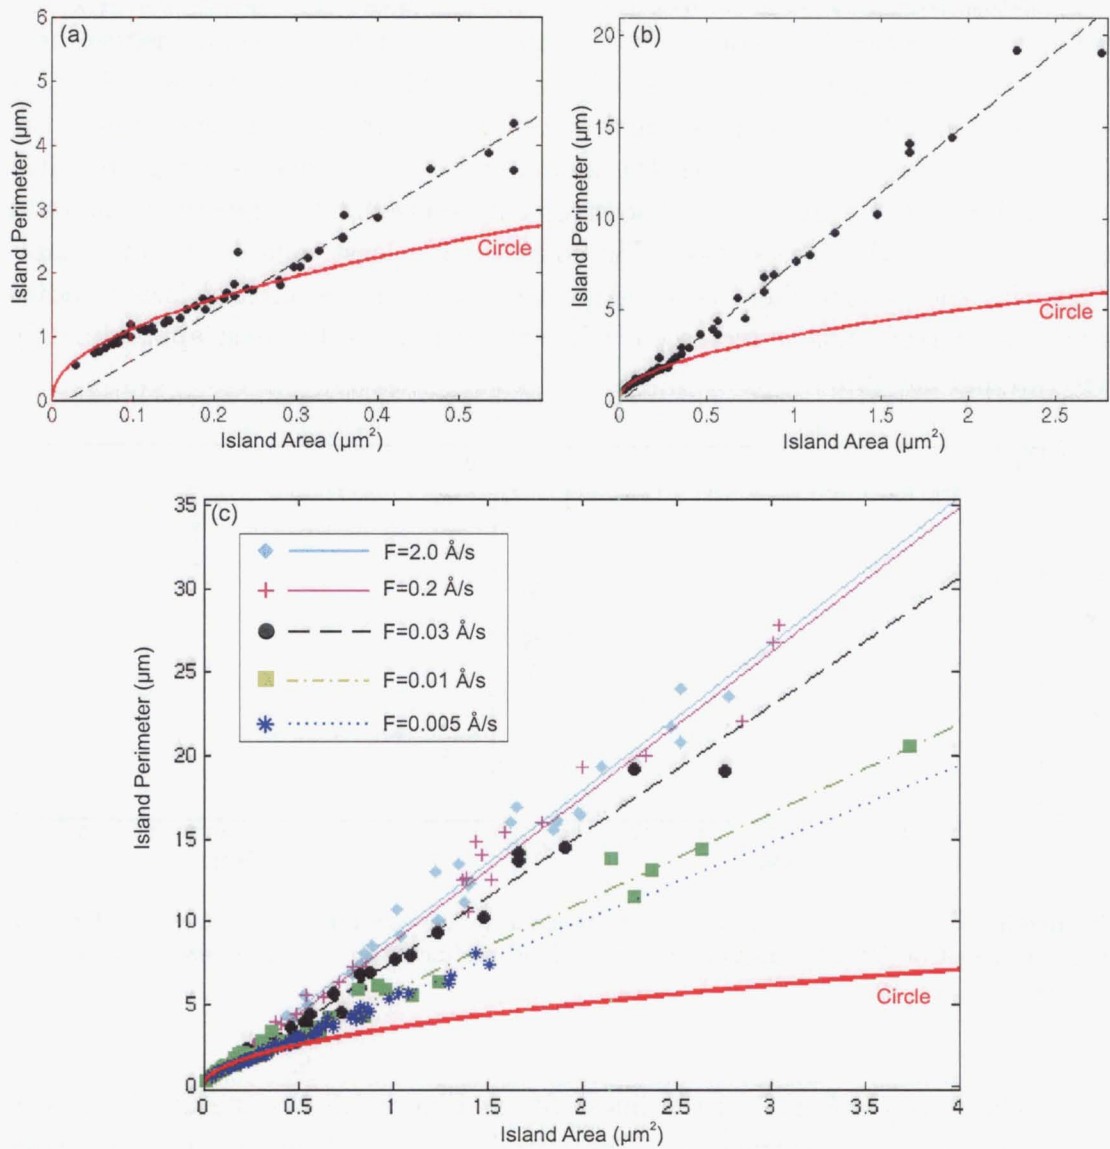 (a)
6
5
4
3
2
1
0
Island Perimeter (µm)
Circle
0 0.1 0.2 0.3 0.4 0.5
Island Area (µm²)
(b)
20
15
10
5
0
Island Perimeter (µm)
Circle
0 0.5 1 1.5 2 2.5
Island Area (µm²)
(c)
35
30
25
20
15
10
5
0
Island Perimeter (µm)
F=2.0 Å/s
F=0.2 Å/s
F=0.03 Å/s
F=0.01 Å/s
F=0.005 Å/s
Circle
0 0.5 1 1.5 2 2.5 3 3.5 4
Island Area (µm²)